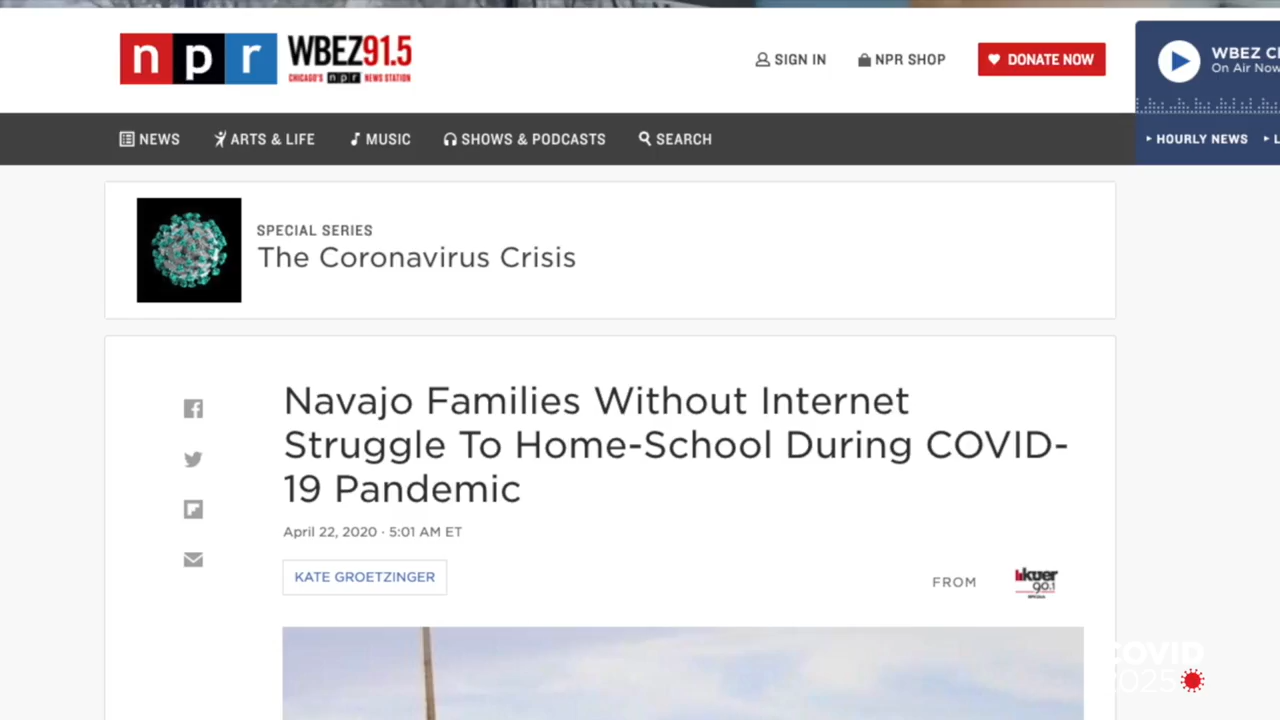 npr WBEZ91.5
CHICAGO'S npr NEWS STATION
SIGN IN
NPR SHOP
DONATE NOW
WBEZ
On Air Now
NEWS
ARTS & LIFE
MUSIC
SHOWS & PODCASTS
SEARCH
HOURLY NEWS
SPECIAL SERIES
The Coronavirus Crisis
Navajo Families Without Internet
Struggle To Home-School During COVID-
19 Pandemic
April 22, 2020 · 5:01 AM ET
KATE GROETZINGER
FROM
kuer
90.1
COVID
2025